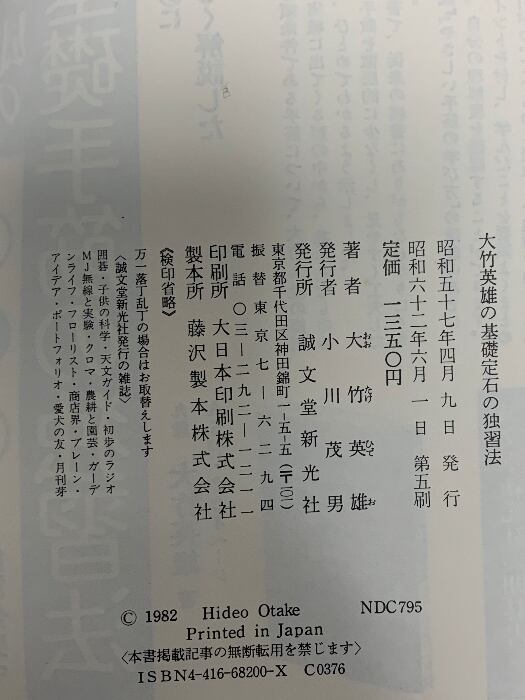 大竹英雄の基礎定石の独習法
昭和五十七年四月九日発行
昭和六十二年六月一日第五刷
定価 一三五〇円
著者 大竹英雄
おお たけ ひで お
発行者 小川茂男
発行所 誠文堂新光社
東京都千代田区神田錦町一—五—五(〒101)
振替東京七—六二九四
電話〇三—二九二—一二一一
印刷所 大日本印刷株式会社
製本所 藤沢製本株式会社
《検印省略》
万一落丁乱丁の場合はお取替えします
〈誠文堂新光社発行の雑誌〉
囲碁・子供の科学・天文ガイド・初歩のラジオ
MJ無線と実験・クロマ・農耕と園芸・ガーデ
ンライフ・フローリスト・商店界・ブレーン・
アイデア・ポートフォリオ・愛犬の友・月刊芽
© 1982 Hideo Otake NDC795
Printed in Japan
〈本書掲載記事の無断転用を禁じます〉
ISBN4-416-68200-X C0376